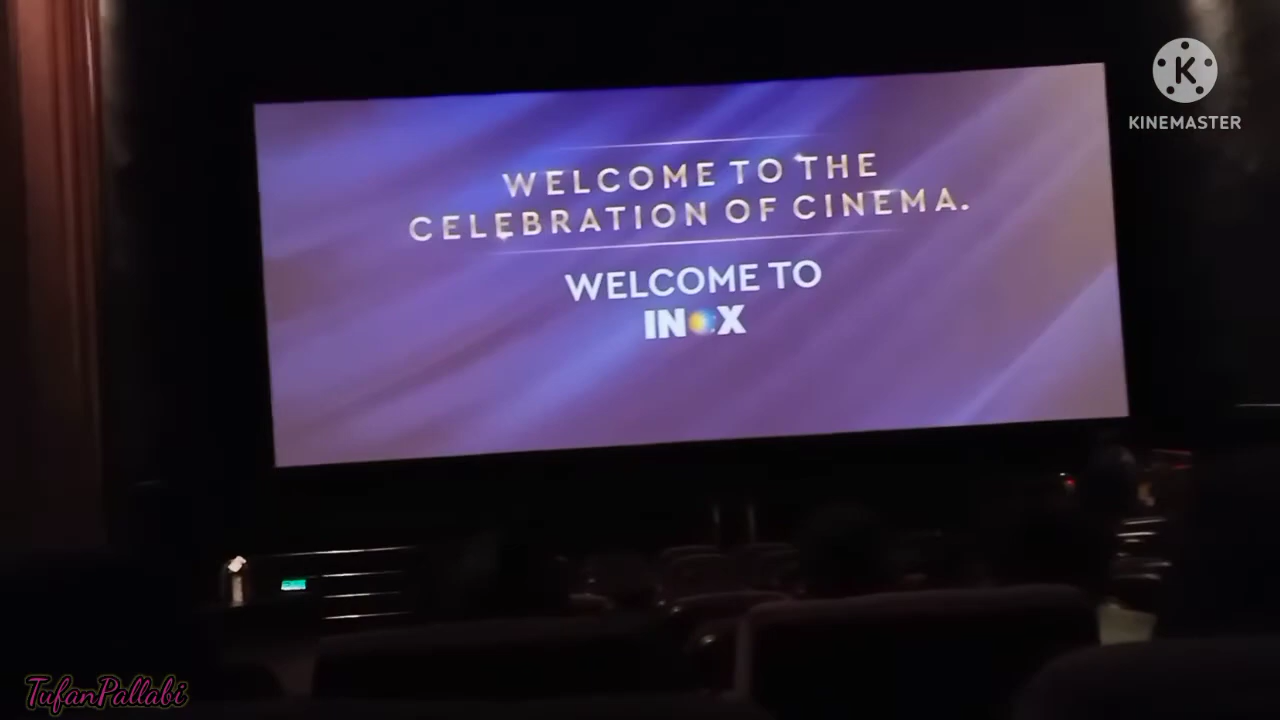 WELCOME TO THE
CELEBRATION OF CINEMA.
WELCOME TO
INOX
K
KINEMASTER
TufanPallabi